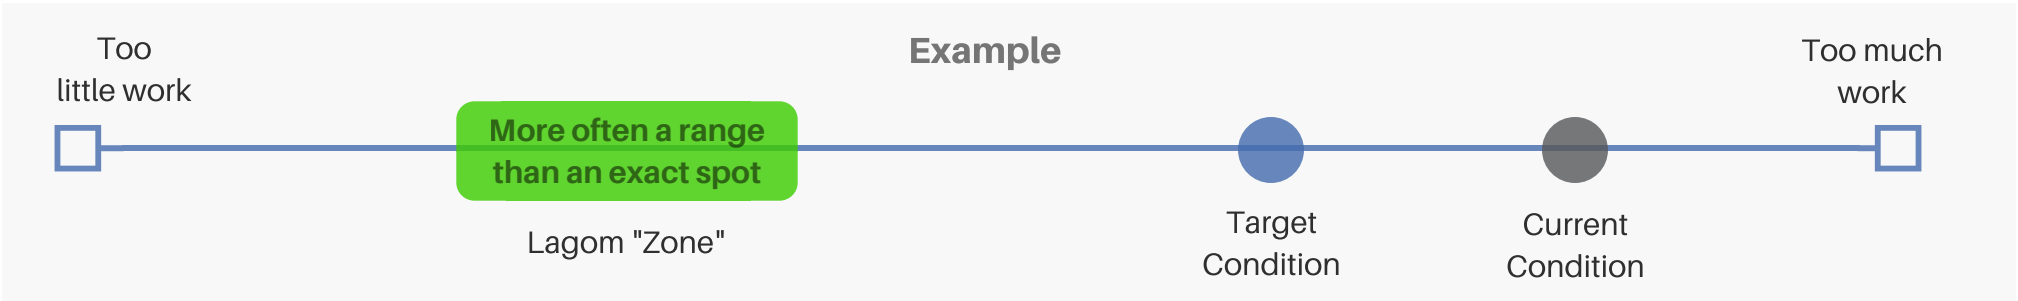 Example
Too
little work
Too much
work
More often a range
than an exact spot
Lagom "Zone"
Target
Condition
Current
Condition